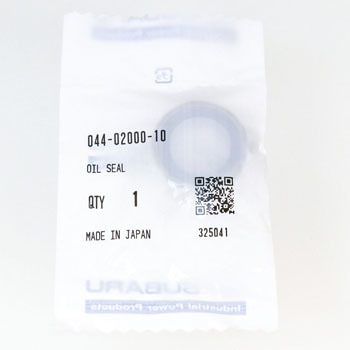 044-02000-10
OIL SEAL
QTY 1
MADE IN JAPAN 325041
SUBARU
Industrial Power Products